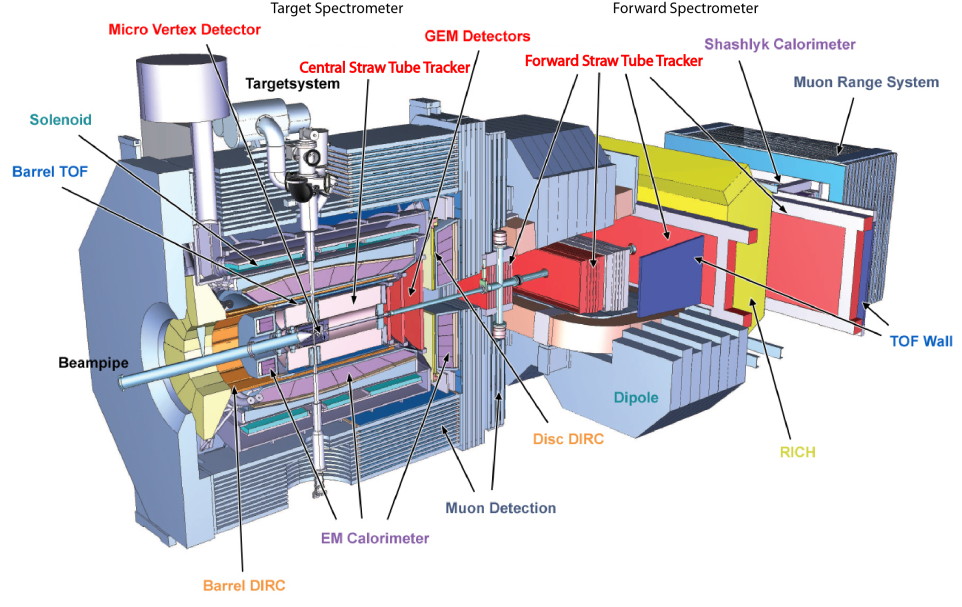 Target Spectrometer
Forward Spectrometer
Micro Vertex Detector
GEM Detectors
Shashlyk Calorimeter
Central Straw Tube Tracker
Forward Straw Tube Tracker
Targetsystem
Muon Range System
Solenoid
Barrel TOF
TOF Wall
Beampipe
Dipole
Disc DIRC
RICH
Muon Detection
EM Calorimeter
Barrel DIRC